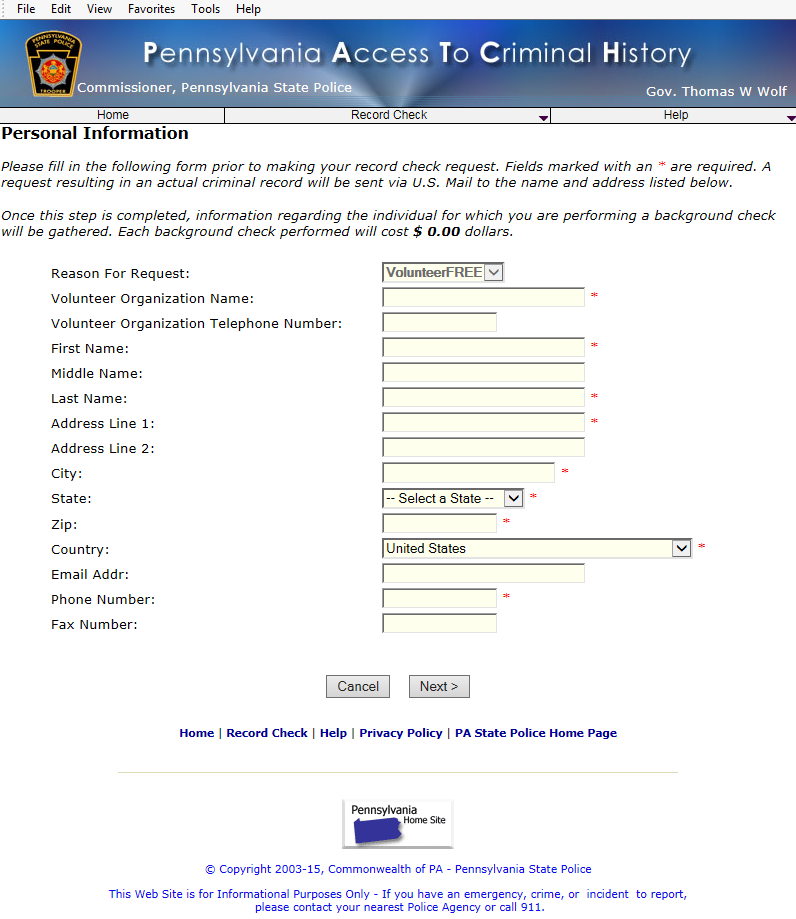 File Edit View Favorites Tools Help
Pennsylvania Access To Criminal History
PENNSYLVANIA STATE POLICE
TROOPER
Commissioner, Pennsylvania State Police
Gov. Thomas W Wolf
Home Record Check Help
Personal Information
Please fill in the following form prior to making your record check request. Fields marked with an * are required. A
request resulting in an actual criminal record will be sent via U.S. Mail to the name and address listed below.
Once this step is completed, information regarding the individual for which you are performing a background check
will be gathered. Each background check performed will cost $ 0.00 dollars.
Reason For Request: VolunteerFREE
Volunteer Organization Name: *
Volunteer Organization Telephone Number:
First Name: *
Middle Name:
Last Name: *
Address Line 1: *
Address Line 2:
City: *
State: -- Select a State -- *
Zip: *
Country: United States *
Email Addr:
Phone Number: *
Fax Number:
Cancel Next >
Home | Record Check | Help | Privacy Policy | PA State Police Home Page
Pennsylvania
Home Site
© Copyright 2003-15, Commonwealth of PA - Pennsylvania State Police
This Web Site is for Informational Purposes Only - If you have an emergency, crime, or incident to report,
please contact your nearest Police Agency or call 911.